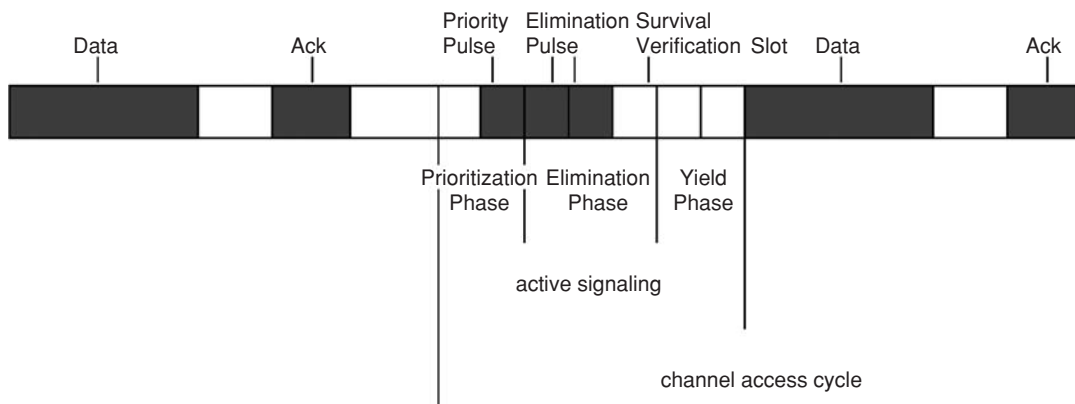 Priority Elimination Survival
Data Ack Pulse Pulse Verification Slot Data Ack
Prioritization Elimination Yield
Phase Phase Phase
active signaling
channel access cycle